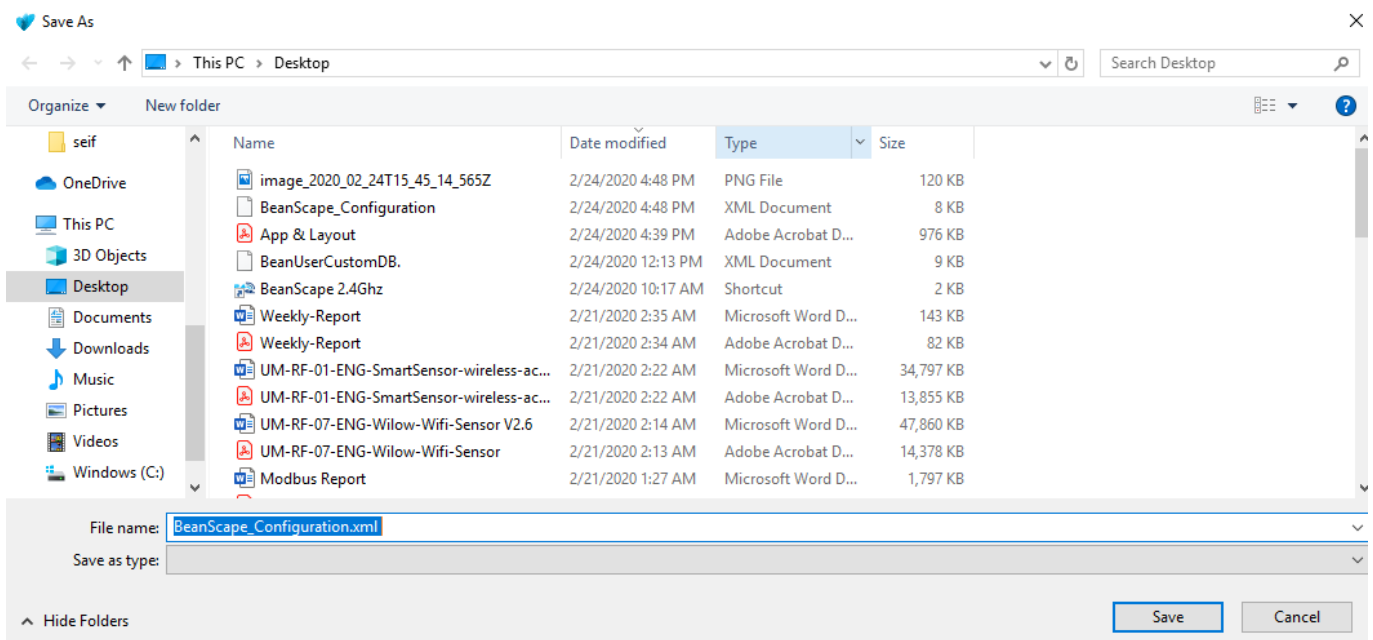 Save As
This PC > Desktop
Search Desktop
Organize
New folder
seif
OneDrive
This PC
3D Objects
Desktop
Documents
Downloads
Music
Pictures
Videos
Windows (C:)
Name Date modified Type Size
image_2020_02_24T15_45_14_565Z 2/24/2020 4:48 PM PNG File 120 KB
BeanScape_Configuration 2/24/2020 4:48 PM XML Document 8 KB
App & Layout 2/24/2020 4:39 PM Adobe Acrobat D... 976 KB
BeanUserCustomDB. 2/24/2020 12:13 PM XML Document 9 KB
BeanScape 2.4Ghz 2/24/2020 10:17 AM Shortcut 2 KB
Weekly-Report 2/21/2020 2:35 AM Microsoft Word D... 143 KB
Weekly-Report 2/21/2020 2:34 AM Adobe Acrobat D... 82 KB
UM-RF-01-ENG-SmartSensor-wireless-ac... 2/21/2020 2:22 AM Microsoft Word D... 34,797 KB
UM-RF-01-ENG-SmartSensor-wireless-ac... 2/21/2020 2:22 AM Adobe Acrobat D... 13,855 KB
UM-RF-07-ENG-Wilow-Wifi-Sensor V2.6 2/21/2020 2:14 AM Microsoft Word D... 47,860 KB
UM-RF-07-ENG-Wilow-Wifi-Sensor 2/21/2020 2:13 AM Adobe Acrobat D... 14,378 KB
Modbus Report 2/21/2020 1:27 AM Microsoft Word D... 1,797 KB
File name: BeanScape_Configuration.xml
Save as type:
Hide Folders
Save
Cancel